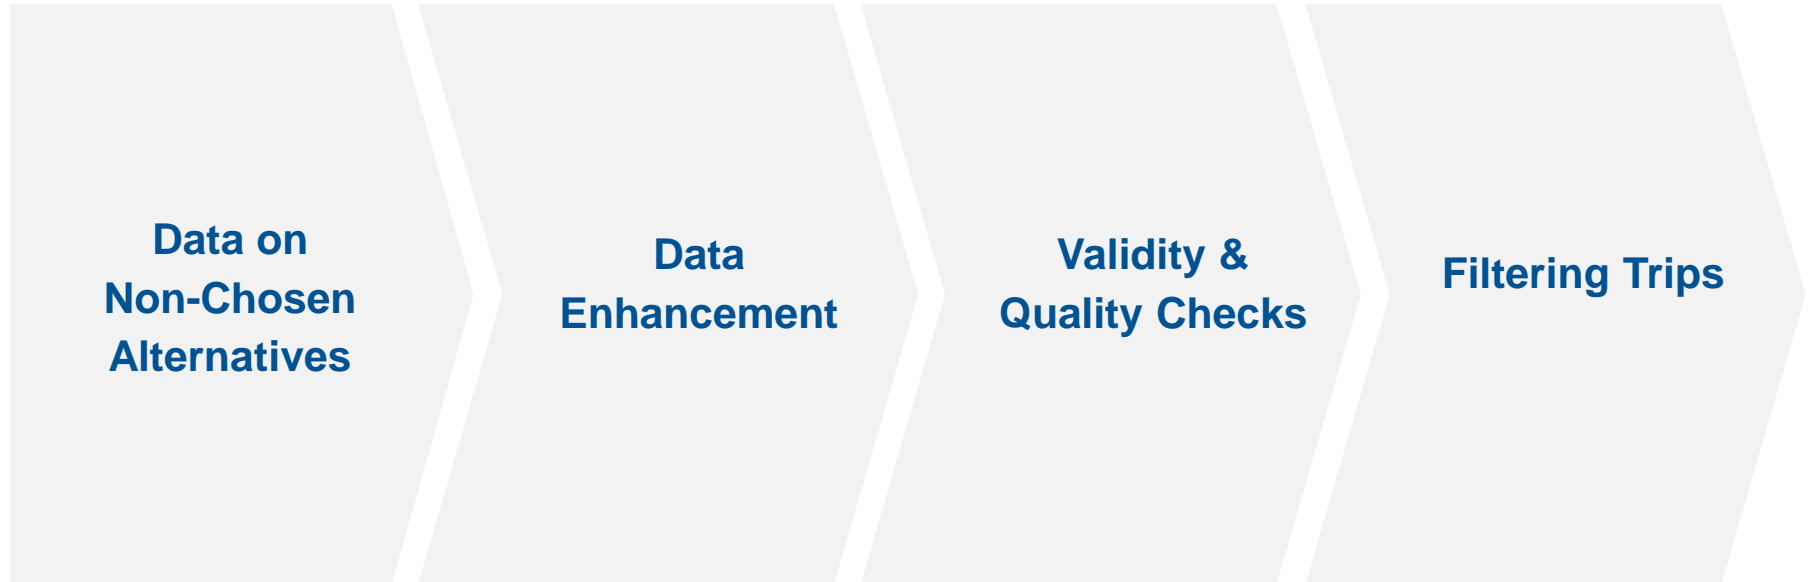 Data on
Non-Chosen
Alternatives
Data
Enhancement
Validity &
Quality Checks
Filtering Trips